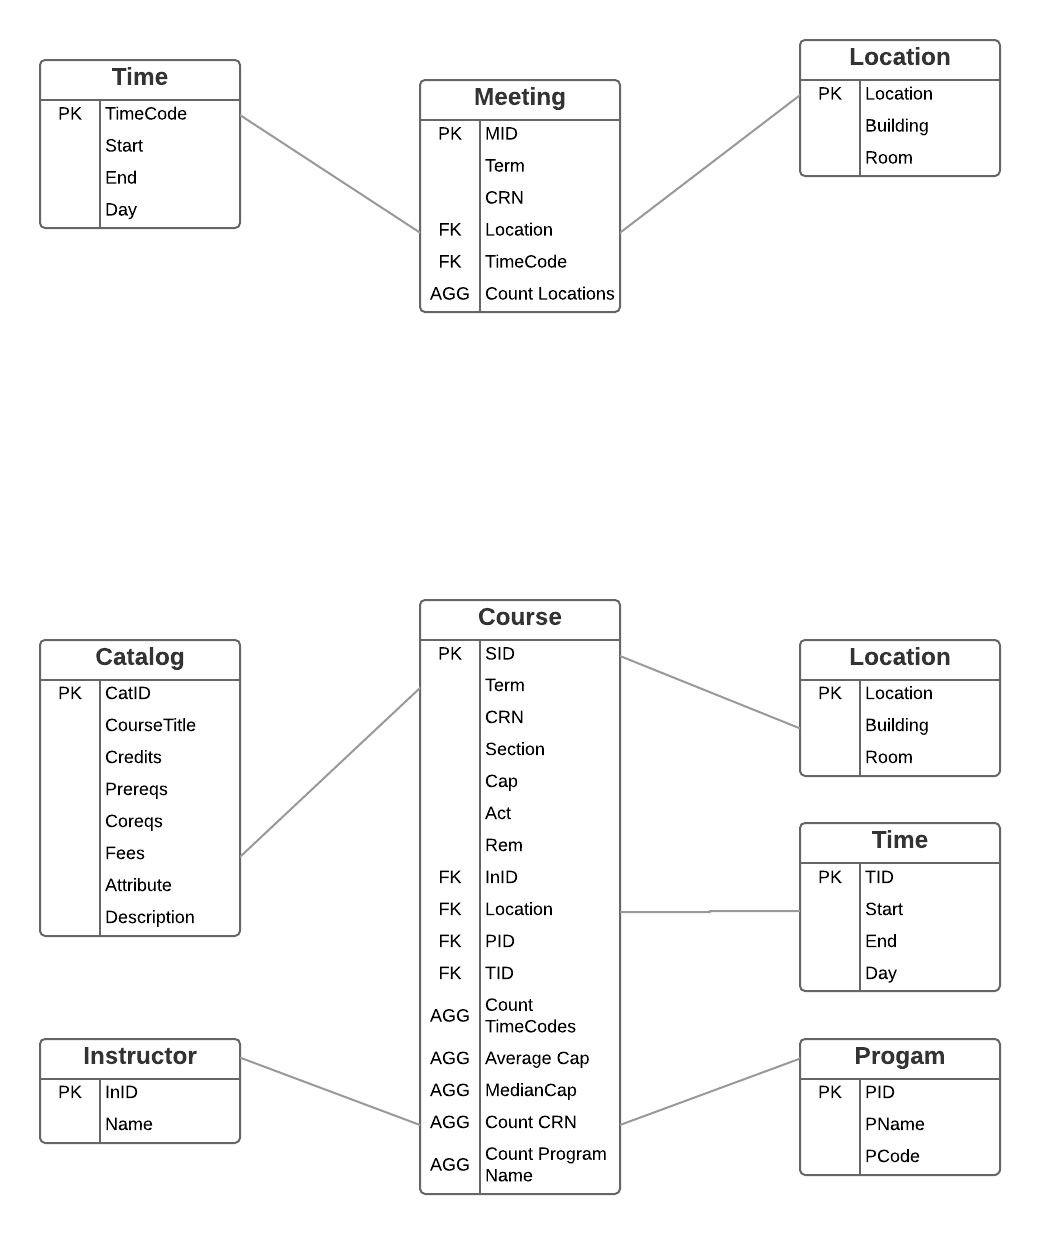 Time
PK TimeCode
Start
End
Day
Meeting
PK MID
Term
CRN
FK Location
FK TimeCode
AGG Count Locations
Location
PK Location
Building
Room
Catalog
PK CatID
CourseTitle
Credits
Prereqs
Coreqs
Fees
Attribute
Description
Instructor
PK InID
Name
Course
PK SID
Term
CRN
Section
Cap
Act
Rem
FK InID
FK Location
FK PID
FK TID
AGG Count
TimeCodes
AGG Average Cap
AGG MedianCap
AGG Count CRN
AGG Count Program
Name
Location
PK Location
Building
Room
Time
PK TID
Start
End
Day
Progam
PK PID
PName
PCode